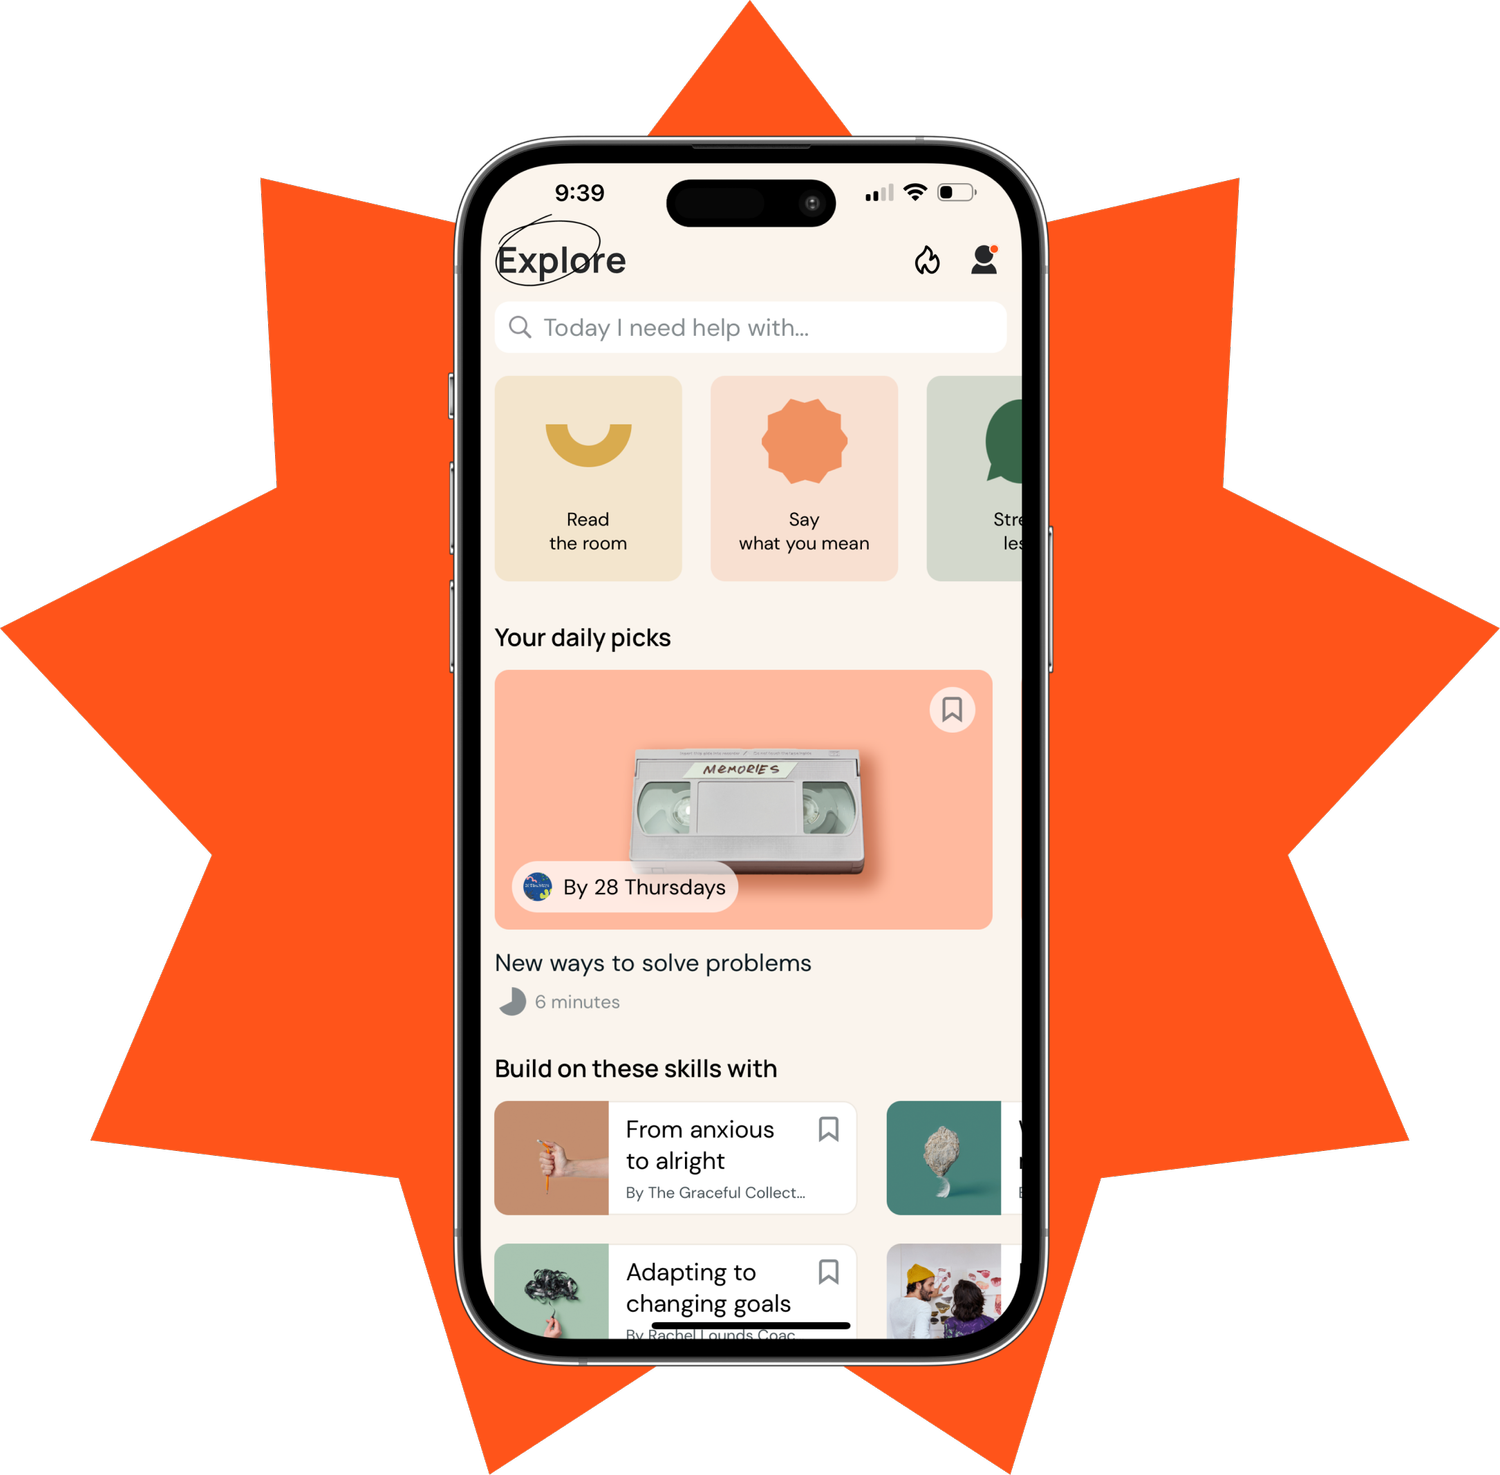 9:39
Explore
Today I need help with...
Read
the room
Say
what you mean
Stre
les
Your daily picks
MEMORIES
By 28 Thursdays
New ways to solve problems
6 minutes
Build on these skills with
From anxious
to alright
By The Graceful Collect...
Adapting to
changing goals
By Rachel Lounds Coac